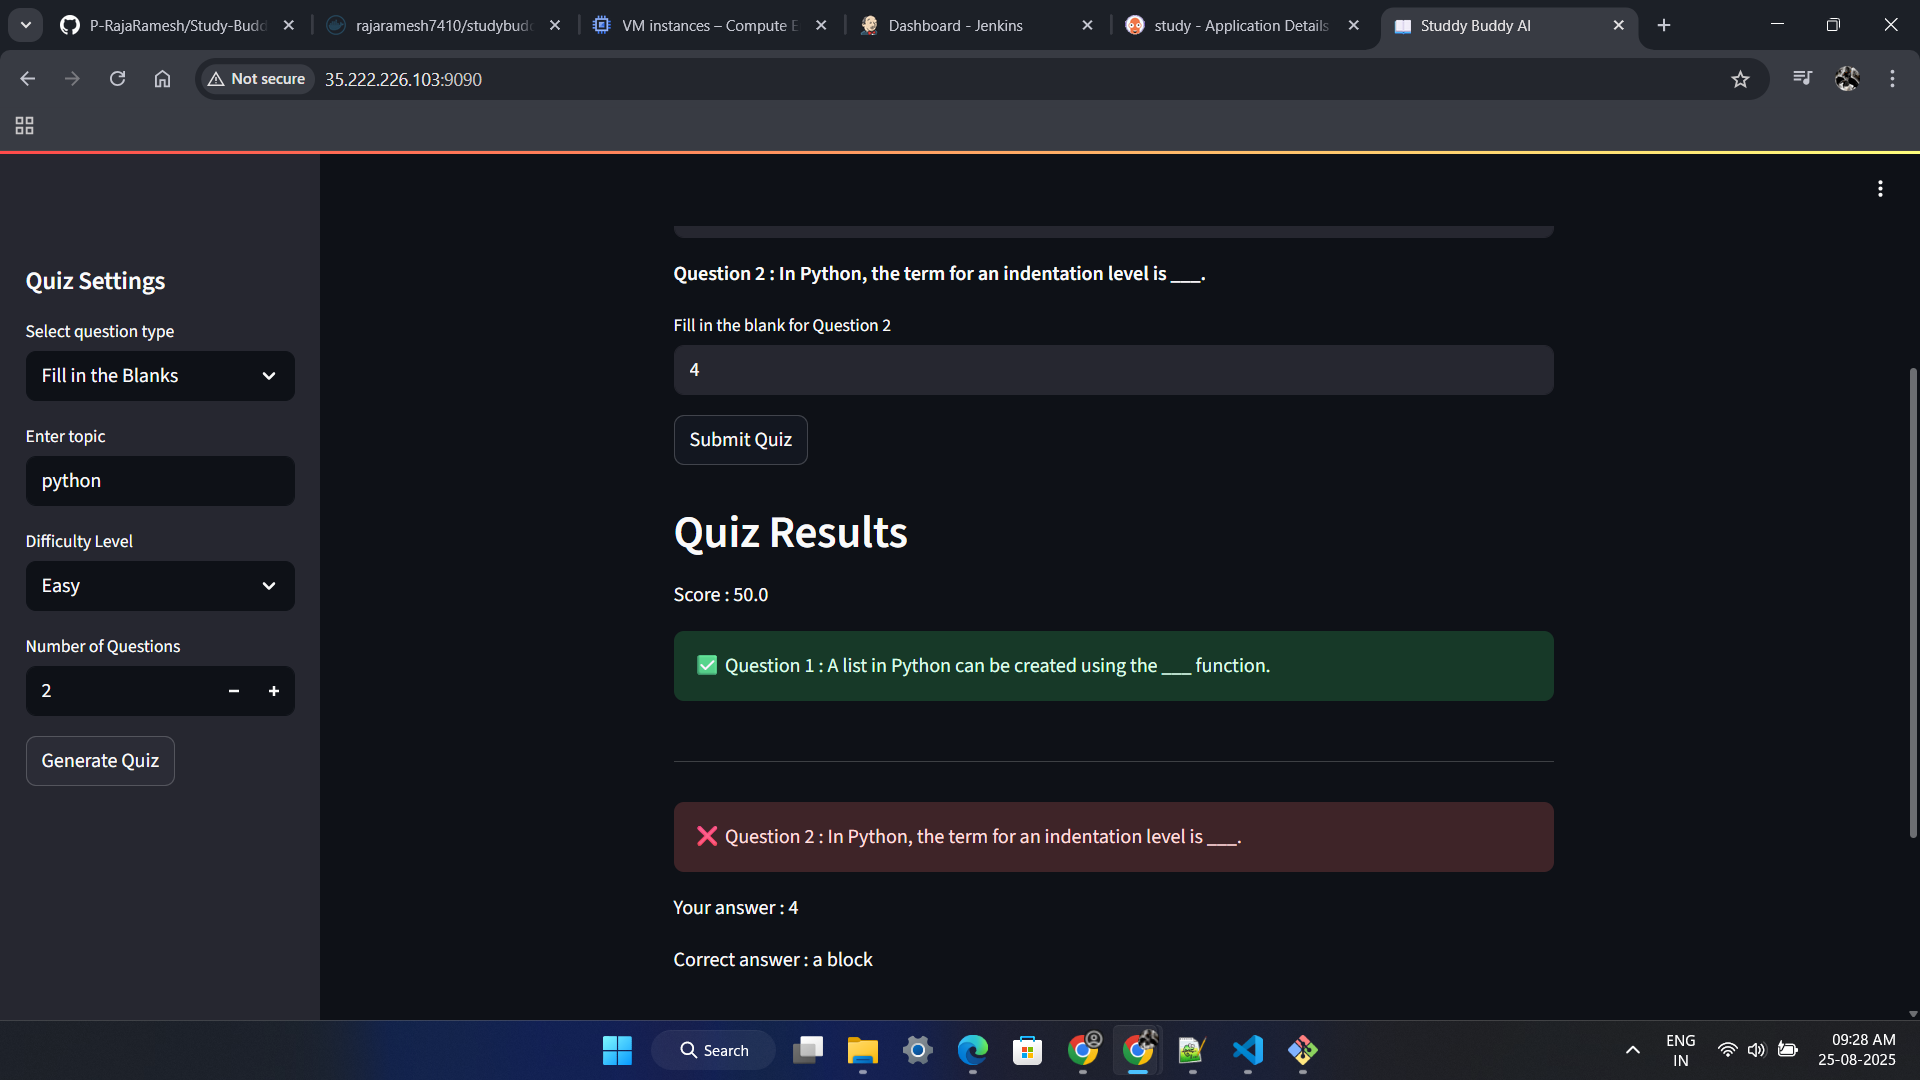 P-RajaRamesh/Study-Budd
rajaramesh7410/studybudd
VM instances – Compute E
Dashboard - Jenkins
study - Application Details
Studdy Buddy AI
Not secure
35.222.226.103:9090
Quiz Settings
Select question type
Fill in the Blanks
Enter topic
python
Difficulty Level
Easy
Number of Questions
2
Generate Quiz
Question 2 : In Python, the term for an indentation level is ___.
Fill in the blank for Question 2
4
Submit Quiz
Quiz Results
Score : 50.0
✅ Question 1 : A list in Python can be created using the ___ function.
❌ Question 2 : In Python, the term for an indentation level is ___.
Your answer : 4
Correct answer : a block
Search
ENG
IN
09:28 AM
25-08-2025